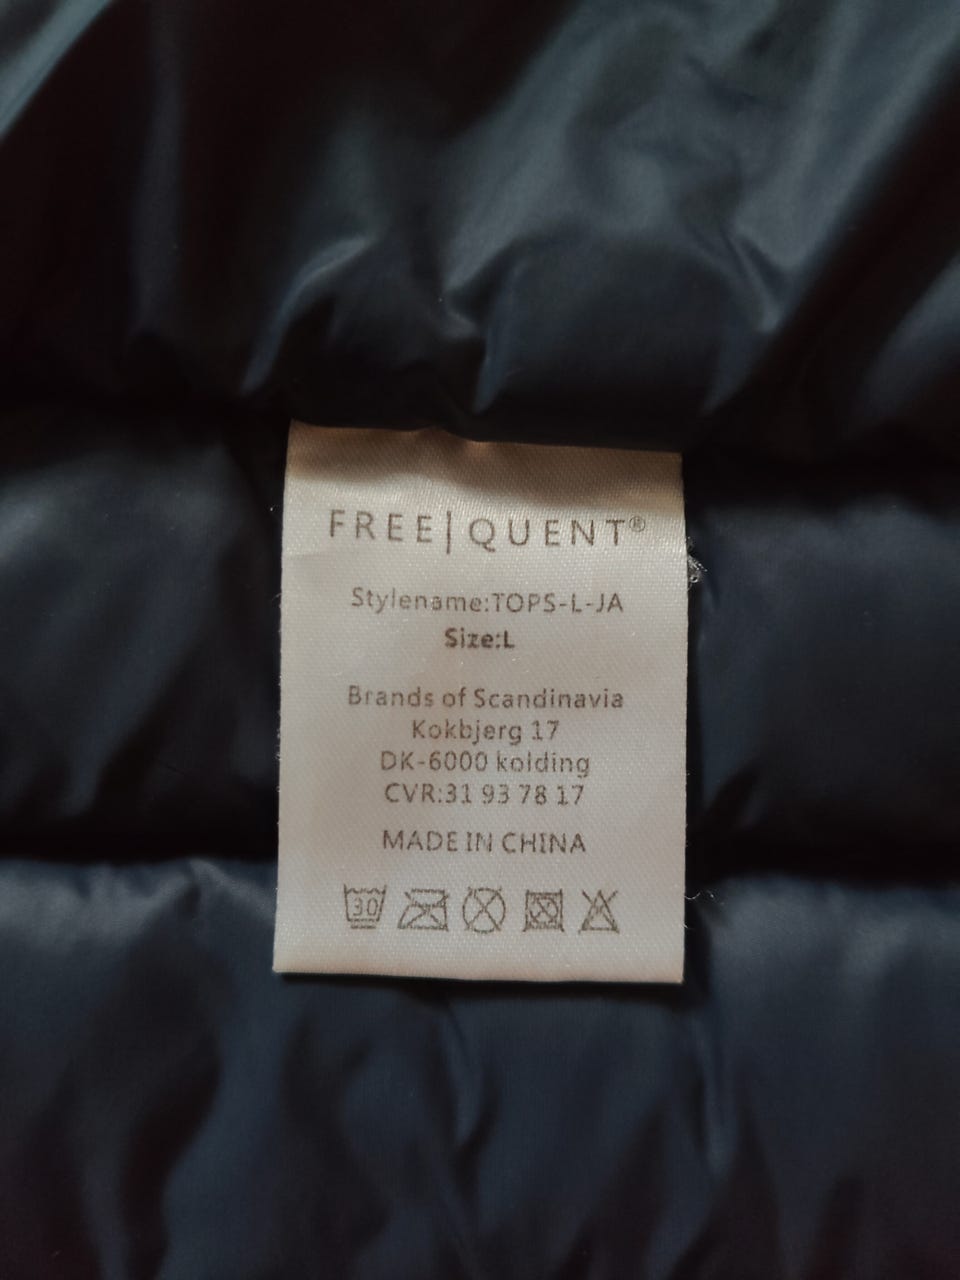 FREE|QUENT®
Stylename:TOPS-L-JA
Size:L
Brands of Scandinavia
Kokbjerg 17
DK-6000 kolding
CVR:31 93 78 17
MADE IN CHINA
30